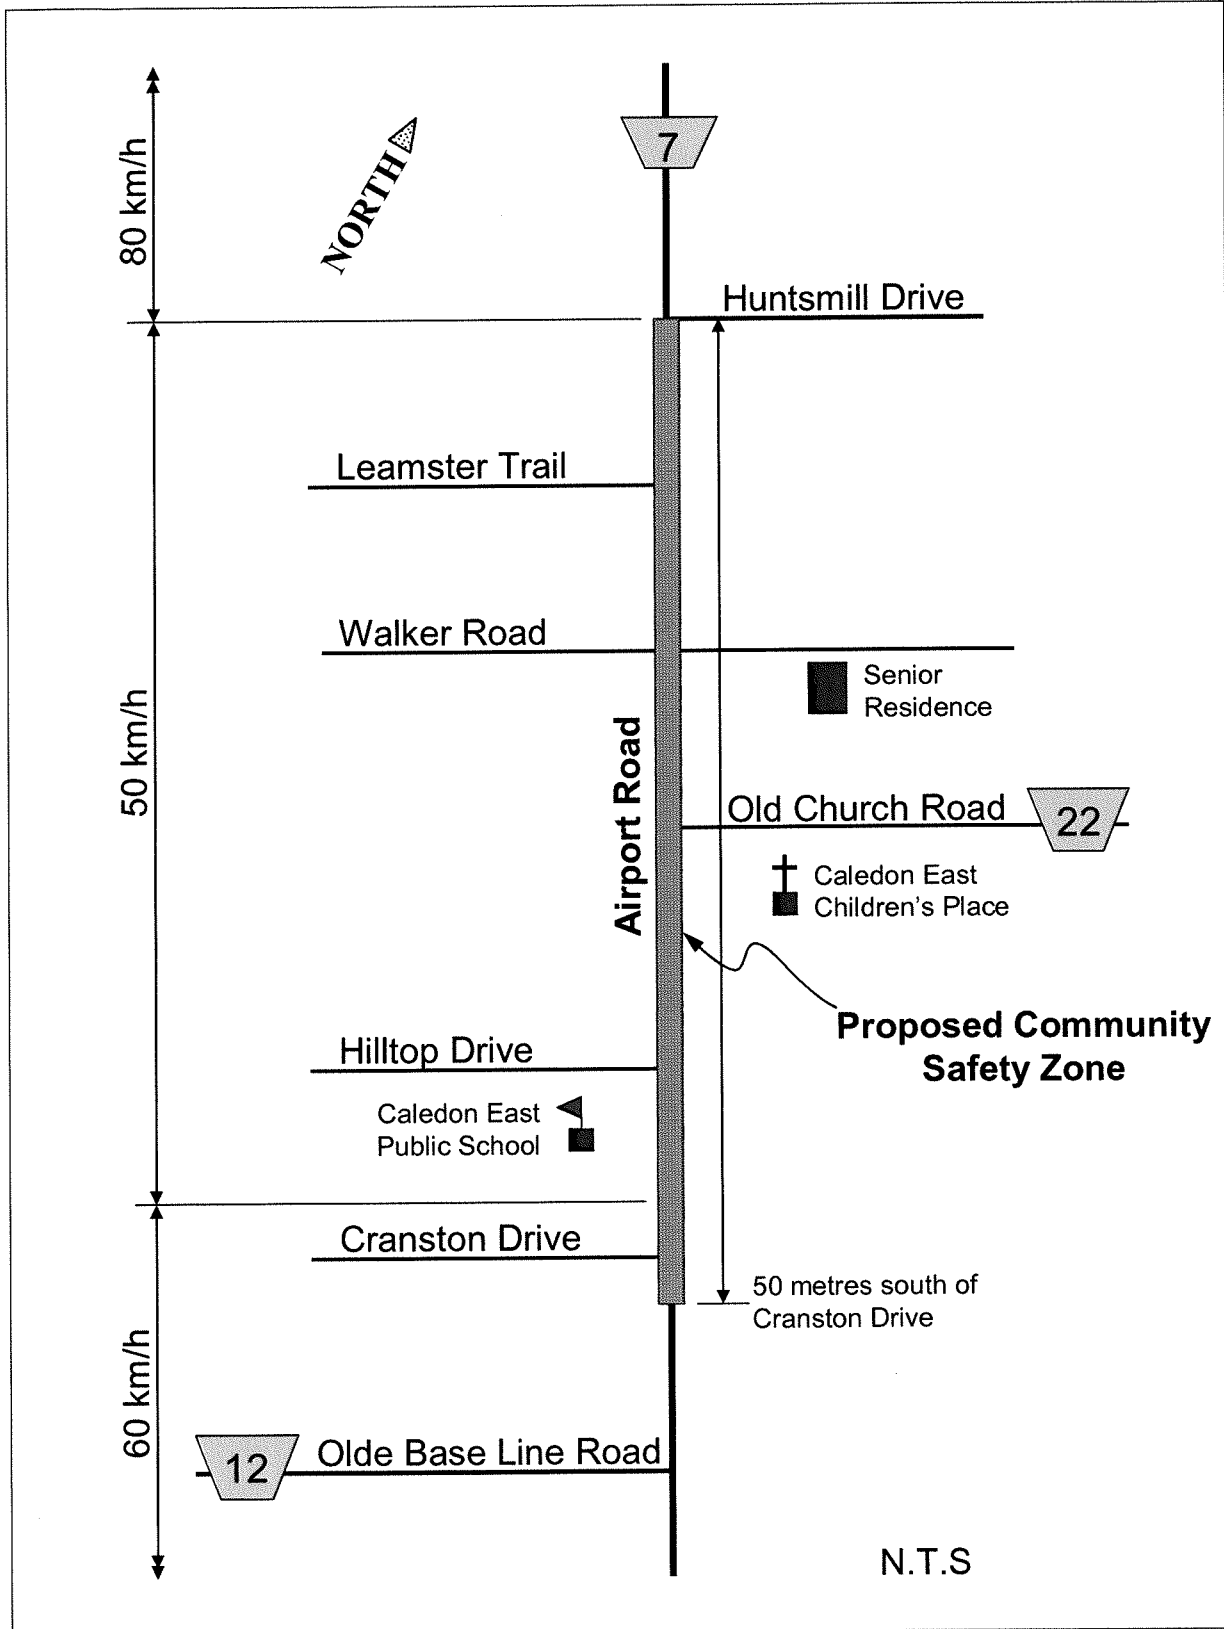 7
80 km/h
NORTH
Huntsmill Drive
Leamster Trail
Walker Road
Senior
Residence
50 km/h
Airport Road
Old Church Road
22
Caledon East
Children's Place
Proposed Community
Safety Zone
Hilltop Drive
Caledon East
Public School
Cranston Drive
50 metres south of
Cranston Drive
60 km/h
12
Olde Base Line Road
N.T.S